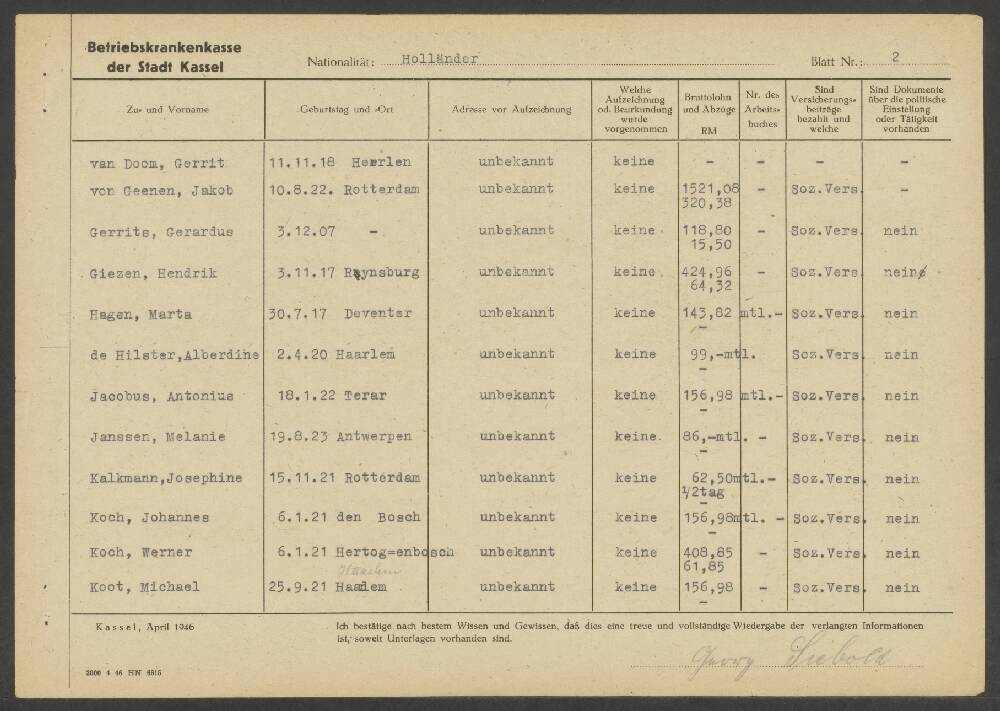 Betriebskrankenkasse
der Stadt Kassel
Nationalität: Holländer
Blatt Nr.: 2
Zu- und Vorname
Geburtstag und -Ort
Adresse vor Aufzeichnung
Welche
Aufzeichnung
od. Beurkundung
wurde
vorgenommen
Bruttolohn
und Abzüge
RM
Nr. des
Arbeits-
buches
Sind
Versicherungs-
beiträge
bezahlt und
welche
Sind Dokumente
über die politische
Einstellung
oder Tätigkeit
vorhanden
van Doom, Gerrit 11.11.18 Heerlen unbekannt keine - - - -
von Geenen, Jakob 10.8.22. Rotterdam unbekannt keine 1521,08 - Soz.Vers. -
320,38
Gerrits, Gerardus 3.12.07 -. unbekannt keine 118,80 - Soz.Vers. nein
15,50
Giezen, Hendrik 3.11.17 Rynsburg unbekannt keine. 424,96 - Soz.Vers. nein
64,32
Hagen, Marta 30.7.17 Deventer unbekannt keine 143,82 mtl.- Soz.Vers. nein
-
de Hilster,Alberdine 2.4.20 Haarlem unbekannt keine 99,-mtl. Soz.Vers. nein
-
Jacobus, Antonius 18.1.22 Terar unbekannt keine 156,98 mtl.- Soz.Vers. nein
-
Janssen, Melanie 19.8.23 Antwerpen unbekannt keine. 86,-mtl. - Soz.Vers. nein
-
Kalkmann,Josephine 15.11.21 Rotterdam unbekannt keine 62,50mtl.- Soz.Vers. nein
1/2tag
-
Koch, Johannes 6.1.21 den Bosch unbekannt keine 156,98mtl. - Soz.Vers. nein
-
Koch, Werner 6.1.21 Hertog=enbosch unbekannt keine 408,85 - Soz.Vers. nein
Haarlem 61,85
Koot, Michael 25.9.21 Haarlem unbekannt keine 156,98 - Soz.Vers. nein
-
Kassel, April 1946
Ich bestätige nach bestem Wissen und Gewissen, daß dies eine treue und vollständige Wiedergabe der verlangten Informationen
ist, soweit Unterlagen vorhanden sind.
Georg Siebold
2000 4 46 HN 6615